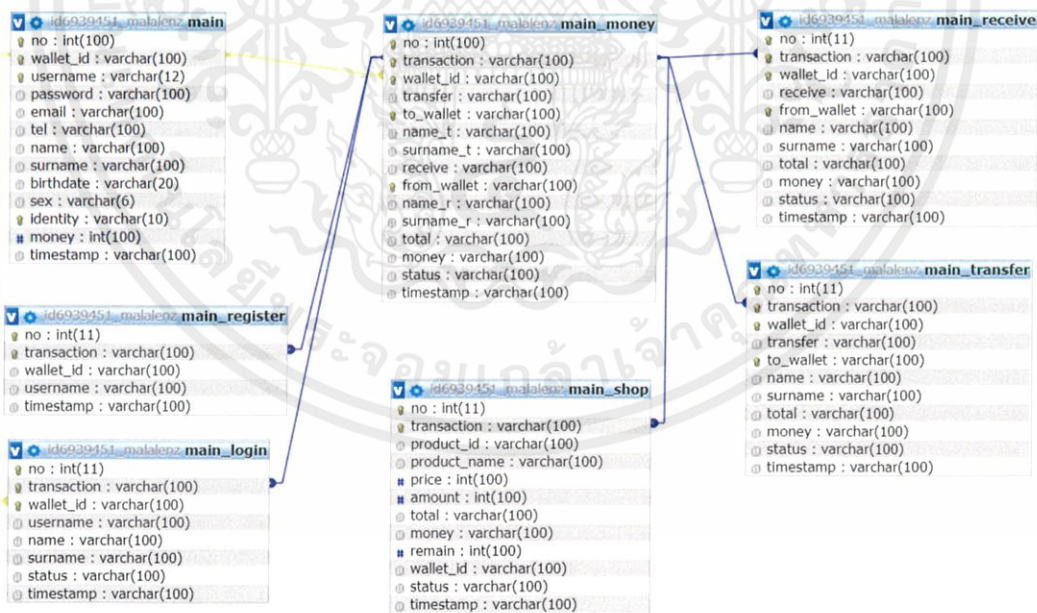 id6939451_malalenz main
no : int(100)
wallet_id : varchar(100)
username : varchar(12)
password : varchar(100)
email : varchar(100)
tel : varchar(100)
name : varchar(100)
surname : varchar(100)
birthdate : varchar(20)
sex : varchar(6)
identity : varchar(10)
# money : int(100)
timestamp : varchar(100)
id6939451_malalenz main_money
no : int(100)
transaction : varchar(100)
wallet_id : varchar(100)
transfer : varchar(100)
to_wallet : varchar(100)
name_t : varchar(100)
surname_t : varchar(100)
receive : varchar(100)
from_wallet : varchar(100)
name_r : varchar(100)
surname_r : varchar(100)
total : varchar(100)
money : varchar(100)
status : varchar(100)
timestamp : varchar(100)
id6939451_malalenz main_receive
no : int(11)
transaction : varchar(100)
wallet_id : varchar(100)
receive : varchar(100)
from_wallet : varchar(100)
name : varchar(100)
surname : varchar(100)
total : varchar(100)
money : varchar(100)
status : varchar(100)
timestamp : varchar(100)
id6939451_malalenz main_transfer
no : int(11)
transaction : varchar(100)
wallet_id : varchar(100)
transfer : varchar(100)
to_wallet : varchar(100)
name : varchar(100)
surname : varchar(100)
total : varchar(100)
money : varchar(100)
status : varchar(100)
timestamp : varchar(100)
id6939451_malalenz main_register
no : int(11)
transaction : varchar(100)
wallet_id : varchar(100)
username : varchar(100)
timestamp : varchar(100)
id6939451_malalenz main_shop
no : int(11)
transaction : varchar(100)
product_id : varchar(100)
product_name : varchar(100)
# price : int(100)
# amount : int(100)
total : varchar(100)
money : varchar(100)
# remain : int(100)
wallet_id : varchar(100)
status : varchar(100)
timestamp : varchar(100)
id6939451_malalenz main_login
no : int(11)
transaction : varchar(100)
wallet_id : varchar(100)
username : varchar(100)
name : varchar(100)
surname : varchar(100)
status : varchar(100)
timestamp : varchar(100)